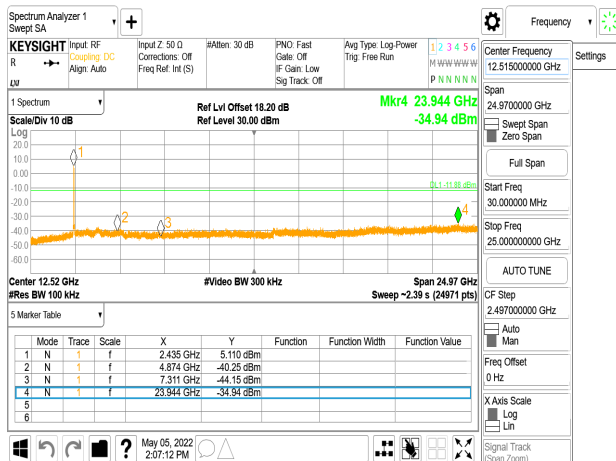 Spectrum Analyzer 1
Swept SA
+
Frequency
KEYSIGHT
R
LNI
Input: RF
Coupling: DC
Align: Auto
Input Z: 50 Ω
Corrections: Off
Freq Ref: Int (S)
#Atten: 30 dB
PNO: Fast
Gate: Off
IF Gain: Low
Sig Track: Off
Avg Type: Log-Power
Trig: Free Run
1 2 3 4 5 6
M W W W W W
P N N N N N
Center Frequency
12.515000000 GHz
Settings
Span
24.9700000 GHz
Swept Span
Zero Span
Full Span
Start Freq
30.000000 MHz
Stop Freq
25.000000000 GHz
AUTO TUNE
CF Step
2.497000000 GHz
Auto
Man
Freq Offset
0 Hz
X Axis Scale
Log
Lin
Signal Track
(Span Zoom)
1 Spectrum
Scale/Div 10 dB
Ref Lvl Offset 18.20 dB
Ref Level 30.00 dBm
Mkr4 23.944 GHz
-34.94 dBm
Log
20.0
10.0
0.00
-10.0
-20.0
-30.0
-40.0
-50.0
-60.0
1
2
3
4
Center 12.52 GHz
#Res BW 100 kHz
#Video BW 300 kHz
Span 24.97 GHz
Sweep ~2.39 s (24971 pts)
5 Marker Table
Mode Trace Scale X Y Function Function Width Function Value
1 N 1 f 2.435 GHz 5.110 dBm
2 N 1 f 4.874 GHz -40.25 dBm
3 N 1 f 7.311 GHz -44.15 dBm
4 N 1 f 23.944 GHz -34.94 dBm
5
6
?
May 05, 2022
2:07:12 PM